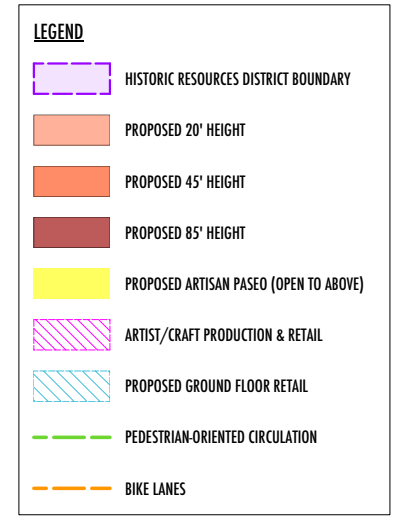 LEGEND
HISTORIC RESOURCES DISTRICT BOUNDARY
PROPOSED 20' HEIGHT
PROPOSED 45' HEIGHT
PROPOSED 85' HEIGHT
PROPOSED ARTISAN PASEO (OPEN TO ABOVE)
ARTIST/CRAFT PRODUCTION & RETAIL
PROPOSED GROUND FLOOR RETAIL
PEDESTRIAN-ORIENTED CIRCULATION
BIKE LANES